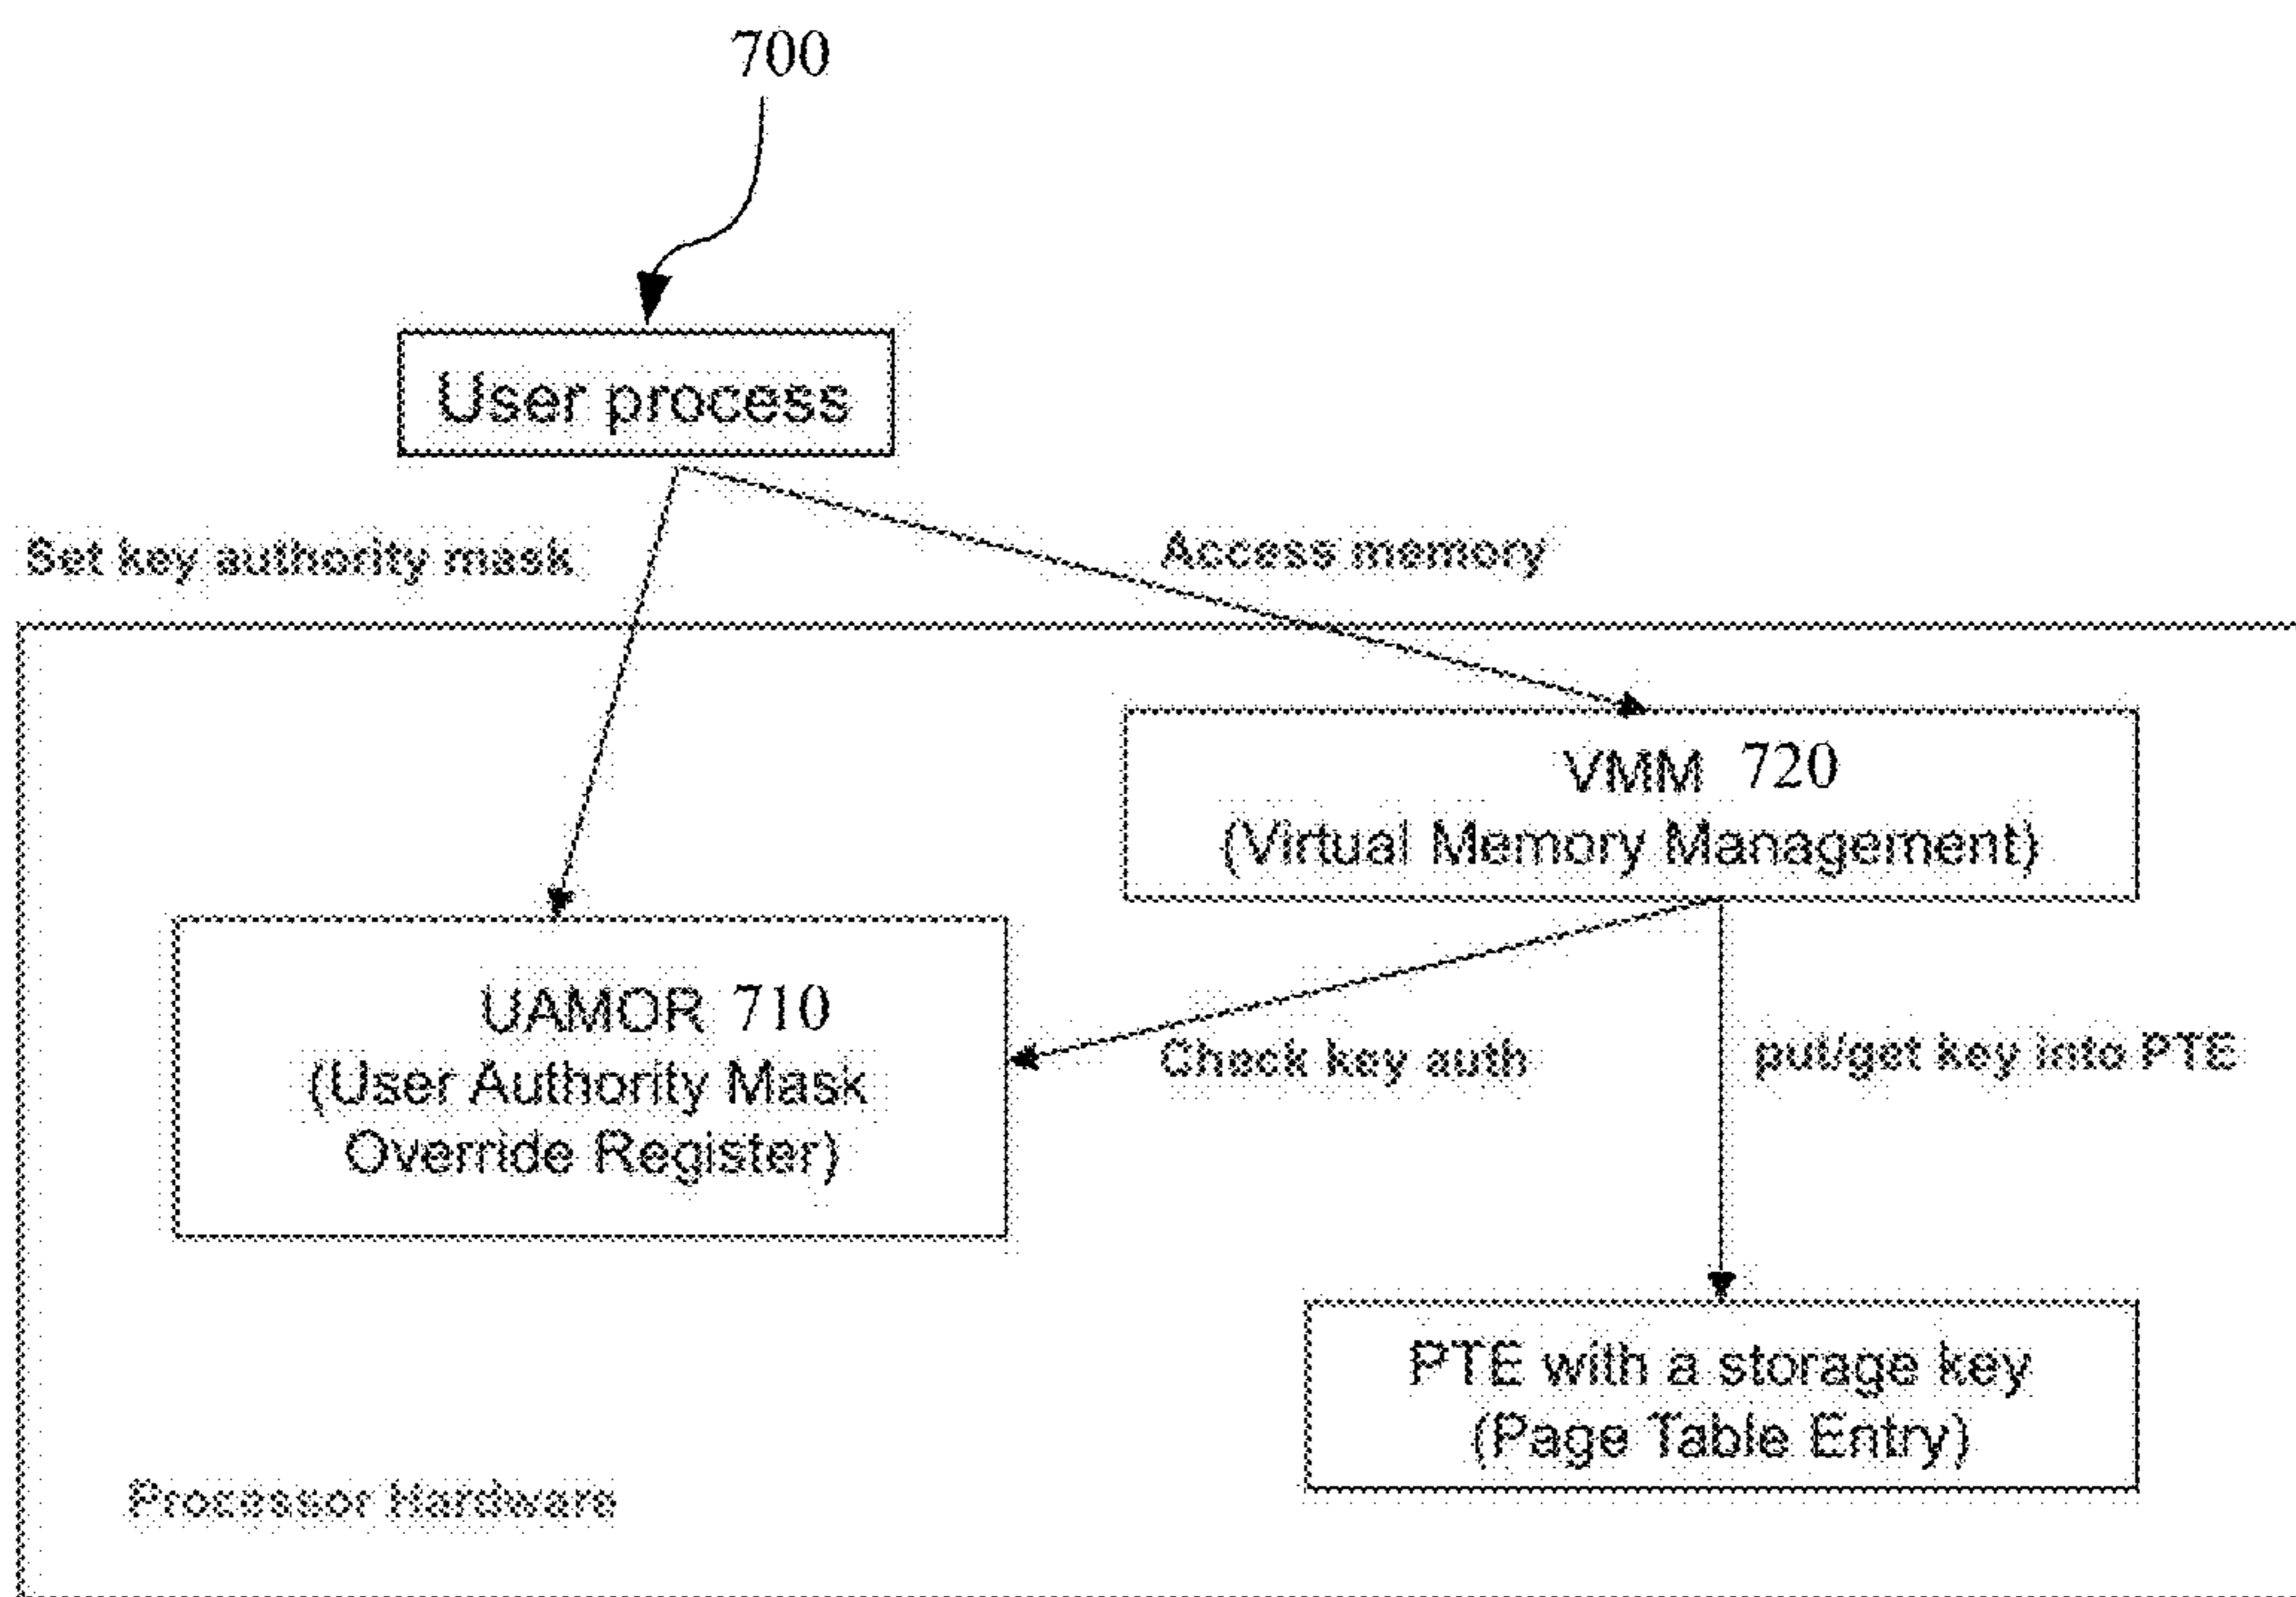 700
User process
Set key authority mask
Access memory
VMM 720
(Virtual Memory Management)
UAMOR 710
(User Authority Mask
Override Register)
Check key auth
put/get key into PTE
PTE with a storage key
(Page Table Entry)
Processor Hardware